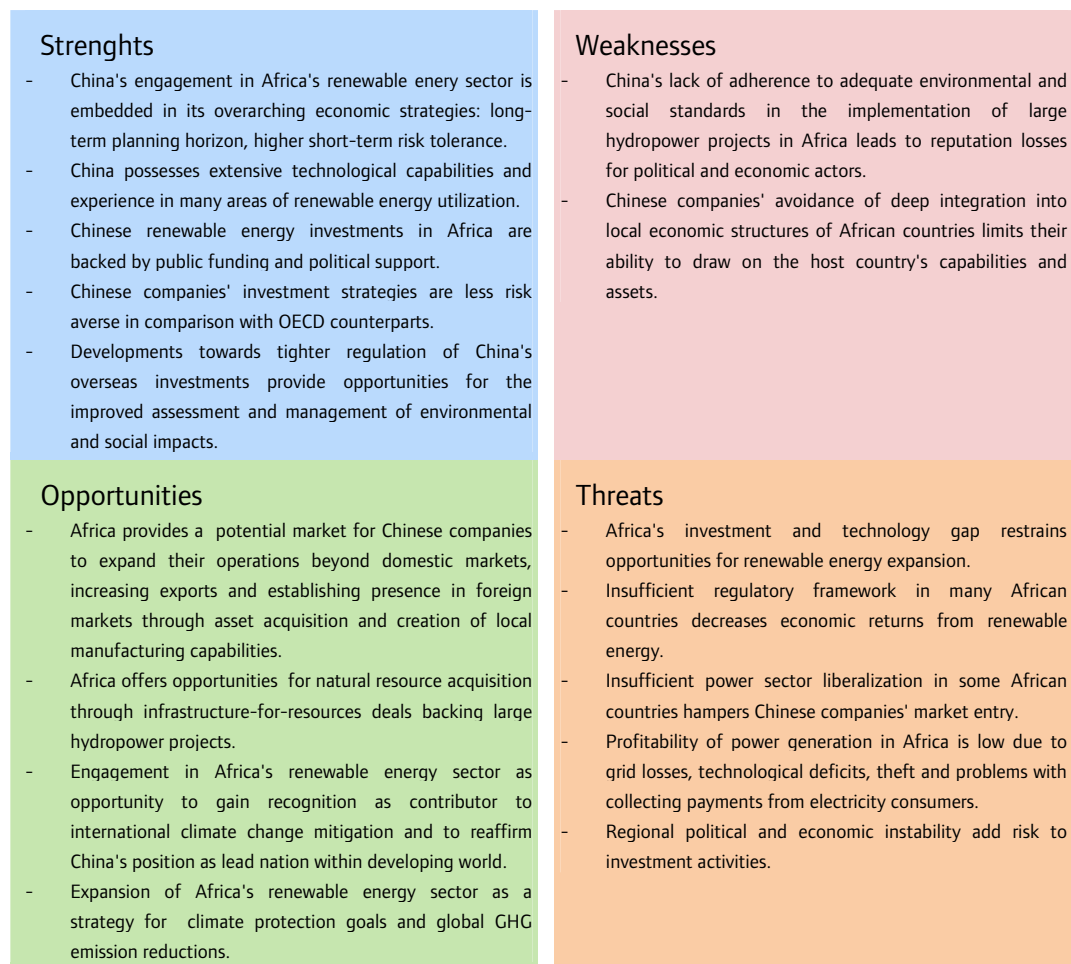 Strenghts
- China's engagement in Africa's renewable enery sector is
embedded in its overarching economic strategies: long-
term planning horizon, higher short-term risk tolerance.
- China possesses extensive technological capabilities and
experience in many areas of renewable energy utilization.
- Chinese renewable energy investments in Africa are
backed by public funding and political support.
- Chinese companies' investment strategies are less risk
averse in comparison with OECD counterparts.
- Developments towards tighter regulation of China's
overseas investments provide opportunities for the
improved assessment and management of environmental
and social impacts.
Weaknesses
- China's lack of adherence to adequate environmental and
social standards in the implementation of large
hydropower projects in Africa leads to reputation losses
for political and economic actors.
- Chinese companies' avoidance of deep integration into
local economic structures of African countries limits their
ability to draw on the host country's capabilities and
assets.
Opportunities
- Africa provides a potential market for Chinese companies
to expand their operations beyond domestic markets,
increasing exports and establishing presence in foreign
markets through asset acquisition and creation of local
manufacturing capabilities.
- Africa offers opportunities for natural resource acquisition
through infrastructure-for-resources deals backing large
hydropower projects.
- Engagement in Africa's renewable energy sector as
opportunity to gain recognition as contributor to
international climate change mitigation and to reaffirm
China's position as lead nation within developing world.
- Expansion of Africa's renewable energy sector as a
strategy for climate protection goals and global GHG
emission reductions.
Threats
- Africa's investment and technology gap restrains
opportunities for renewable energy expansion.
- Insufficient regulatory framework in many African
countries decreases economic returns from renewable
energy.
- Insufficient power sector liberalization in some African
countries hampers Chinese companies' market entry.
- Profitability of power generation in Africa is low due to
grid losses, technological deficits, theft and problems with
collecting payments from electricity consumers.
- Regional political and economic instability add risk to
investment activities.